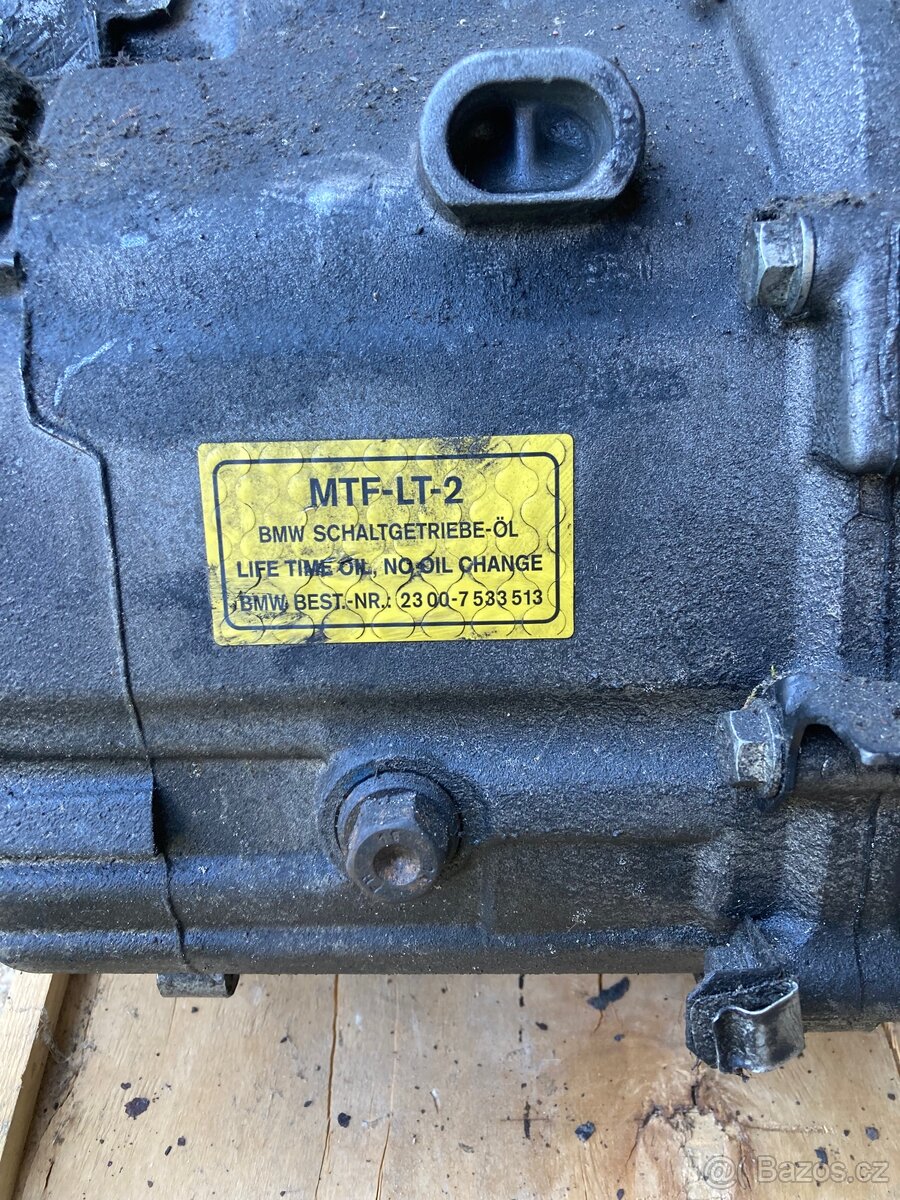 MTF-LT-2
BMW SCHALTGETRIEBE-ÖL
LIFE TIME OIL, NO OIL CHANGE
BMW BEST.-NR.: 23 00-7 533 513
@ Bazos.cz